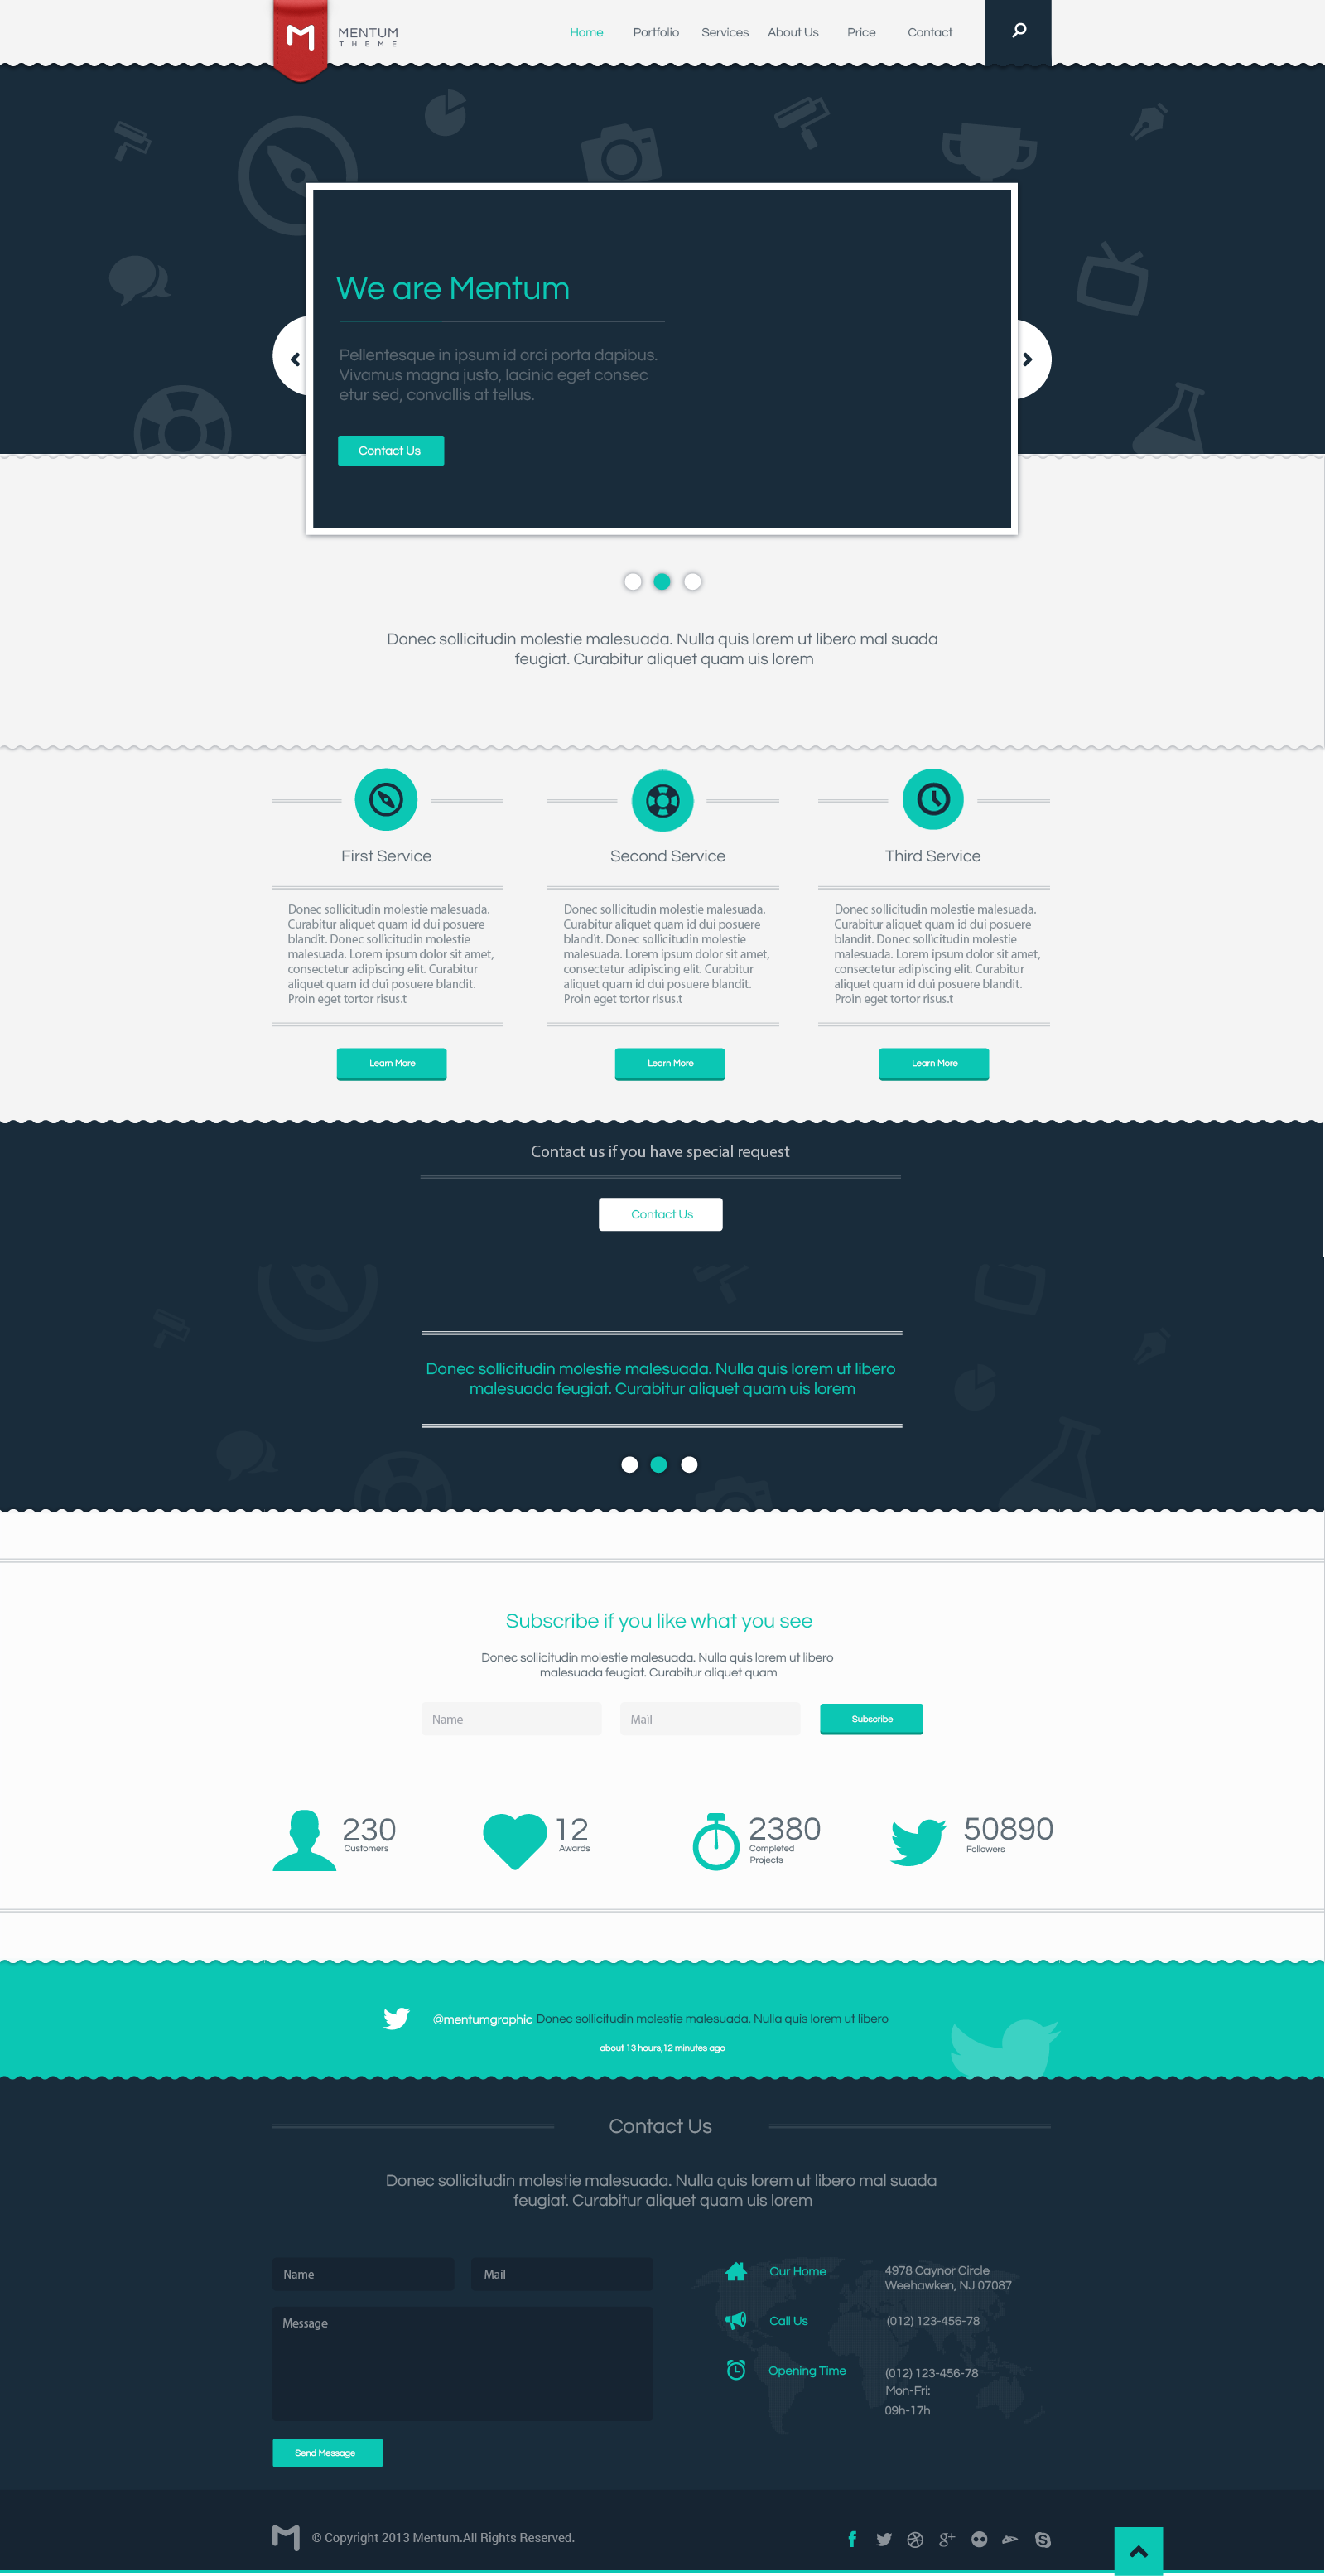 MENTUM
THEME
Home Portfolio Services About Us Price Contact
We are Mentum
Pellentesque in ipsum id orci porta dapibus.
Vivamus magna justo, lacinia eget consec
etur sed, convallis at tellus.
Contact Us
Donec sollicitudin molestie malesuada. Nulla quis lorem ut libero mal suada
feugiat. Curabitur aliquet quam uis lorem
First Service
Donec sollicitudin molestie malesuada.
Curabitur aliquet quam id dui posuere
blandit. Donec sollicitudin molestie
malesuada. Lorem ipsum dolor sit amet,
consectetur adipiscing elit. Curabitur
aliquet quam id dui posuere blandit.
Proin eget tortor risus.t
Learn More
Second Service
Donec sollicitudin molestie malesuada.
Curabitur aliquet quam id dui posuere
blandit. Donec sollicitudin molestie
malesuada. Lorem ipsum dolor sit amet,
consectetur adipiscing elit. Curabitur
aliquet quam id dui posuere blandit.
Proin eget tortor risus.t
Learn More
Third Service
Donec sollicitudin molestie malesuada.
Curabitur aliquet quam id dui posuere
blandit. Donec sollicitudin molestie
malesuada. Lorem ipsum dolor sit amet,
consectetur adipiscing elit. Curabitur
aliquet quam id dui posuere blandit.
Proin eget tortor risus.t
Learn More
Contact us if you have special request
Contact Us
Donec sollicitudin molestie malesuada. Nulla quis lorem ut libero
malesuada feugiat. Curabitur aliquet quam uis lorem
Subscribe if you like what you see
Donec sollicitudin molestie malesuada. Nulla quis lorem ut libero
malesuada feugiat. Curabitur aliquet quam
Name Mail Subscribe
230
Customers
12
Awards
2380
Completed
Projects
50890
Followers
@mentumgraphic Donec sollicitudin molestie malesuada. Nulla quis lorem ut libero
about 13 hours,12 minutes ago
Contact Us
Donec sollicitudin molestie malesuada. Nulla quis lorem ut libero mal suada
feugiat. Curabitur aliquet quam uis lorem
Name Mail
Message
Send Message
Our Home
4978 Caynor Circle
Weehawken, NJ 07087
Call Us
(012) 123-456-78
Opening Time
(012) 123-456-78
Mon-Fri:
09h-17h
© Copyright 2013 Mentum.All Rights Reserved.